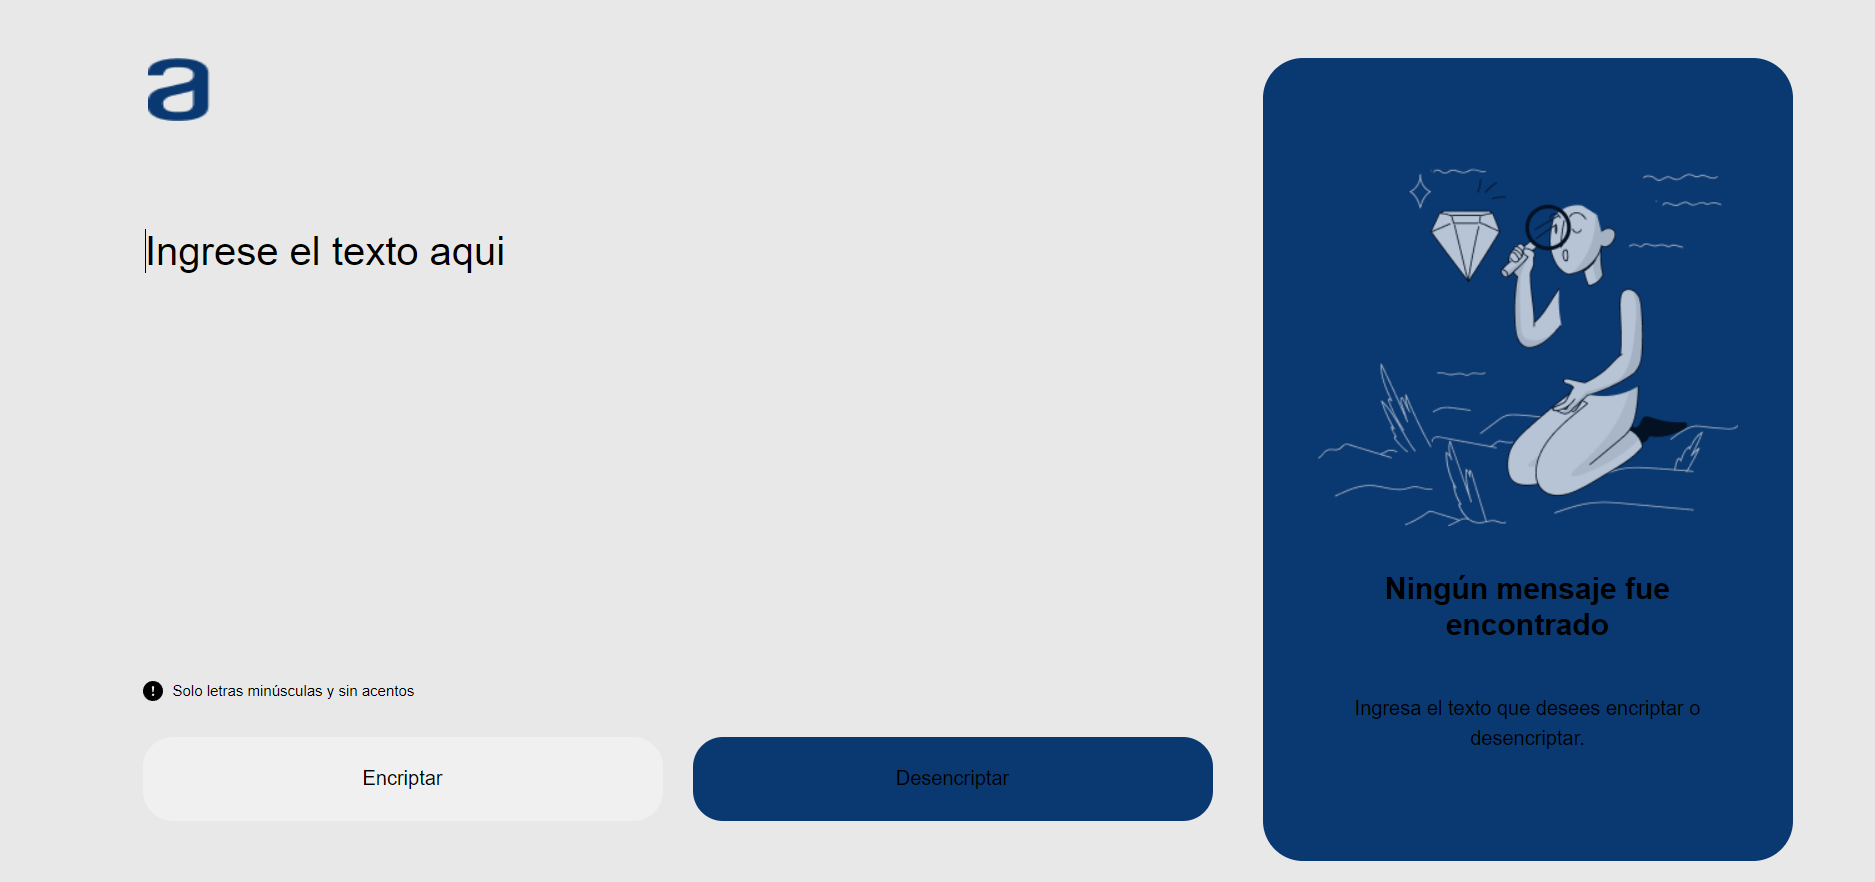 a
Ingrese el texto aqui
Solo letras minúsculas y sin acentos
Encriptar
Desencriptar
Ningún mensaje fue
encontrado
Ingresa el texto que desees encriptar o
desencriptar.